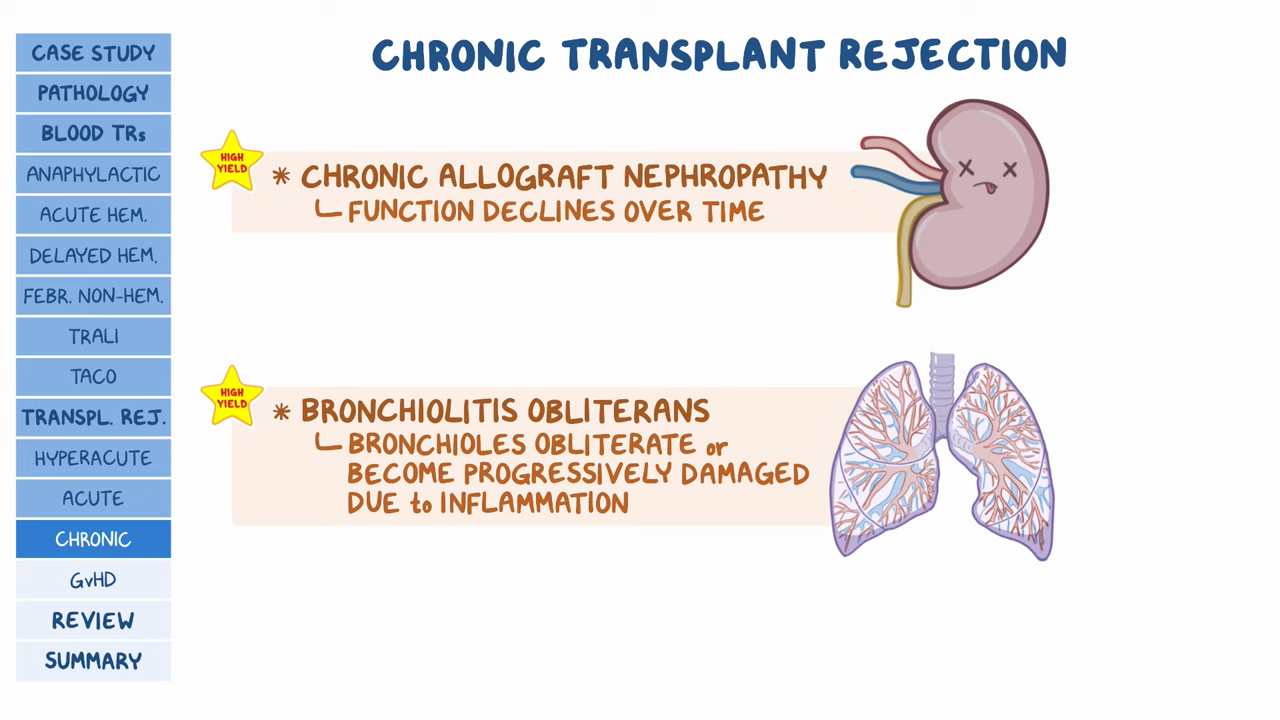 CASE STUDY
PATHOLOGY
BLOOD TRs
ANAPHYLACTIC
ACUTE HEM.
DELAYED HEM.
FEBR. NON-HEM.
TRALI
TACO
TRANSPL. REJ.
HYPERACUTE
ACUTE
CHRONIC
GvHD
REVIEW
SUMMARY
CHRONIC TRANSPLANT REJECTION
HIGH
YIELD
* CHRONIC ALLOGRAFT NEPHROPATHY
FUNCTION DECLINES OVER TIME
HIGH
YIELD
* BRONCHIOLITIS OBLITERANS
BRONCHIOLES OBLITERATE or
BECOME PROGRESSIVELY DAMAGED
DUE to INFLAMMATION